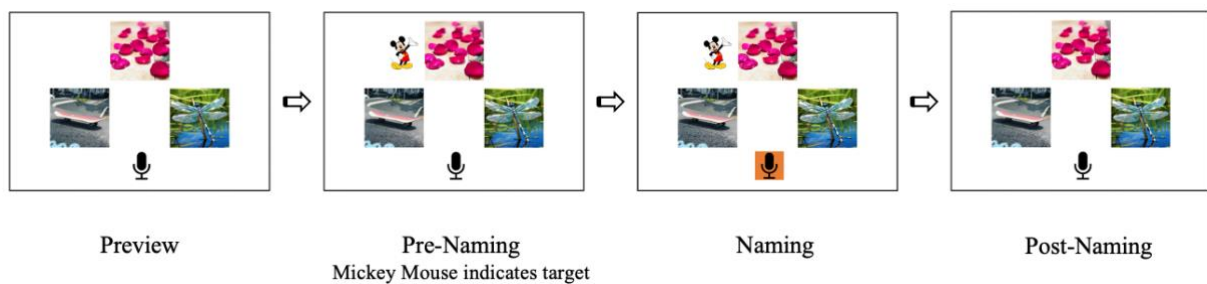 Preview
Pre-Naming
Mickey Mouse indicates target
Naming
Post-Naming